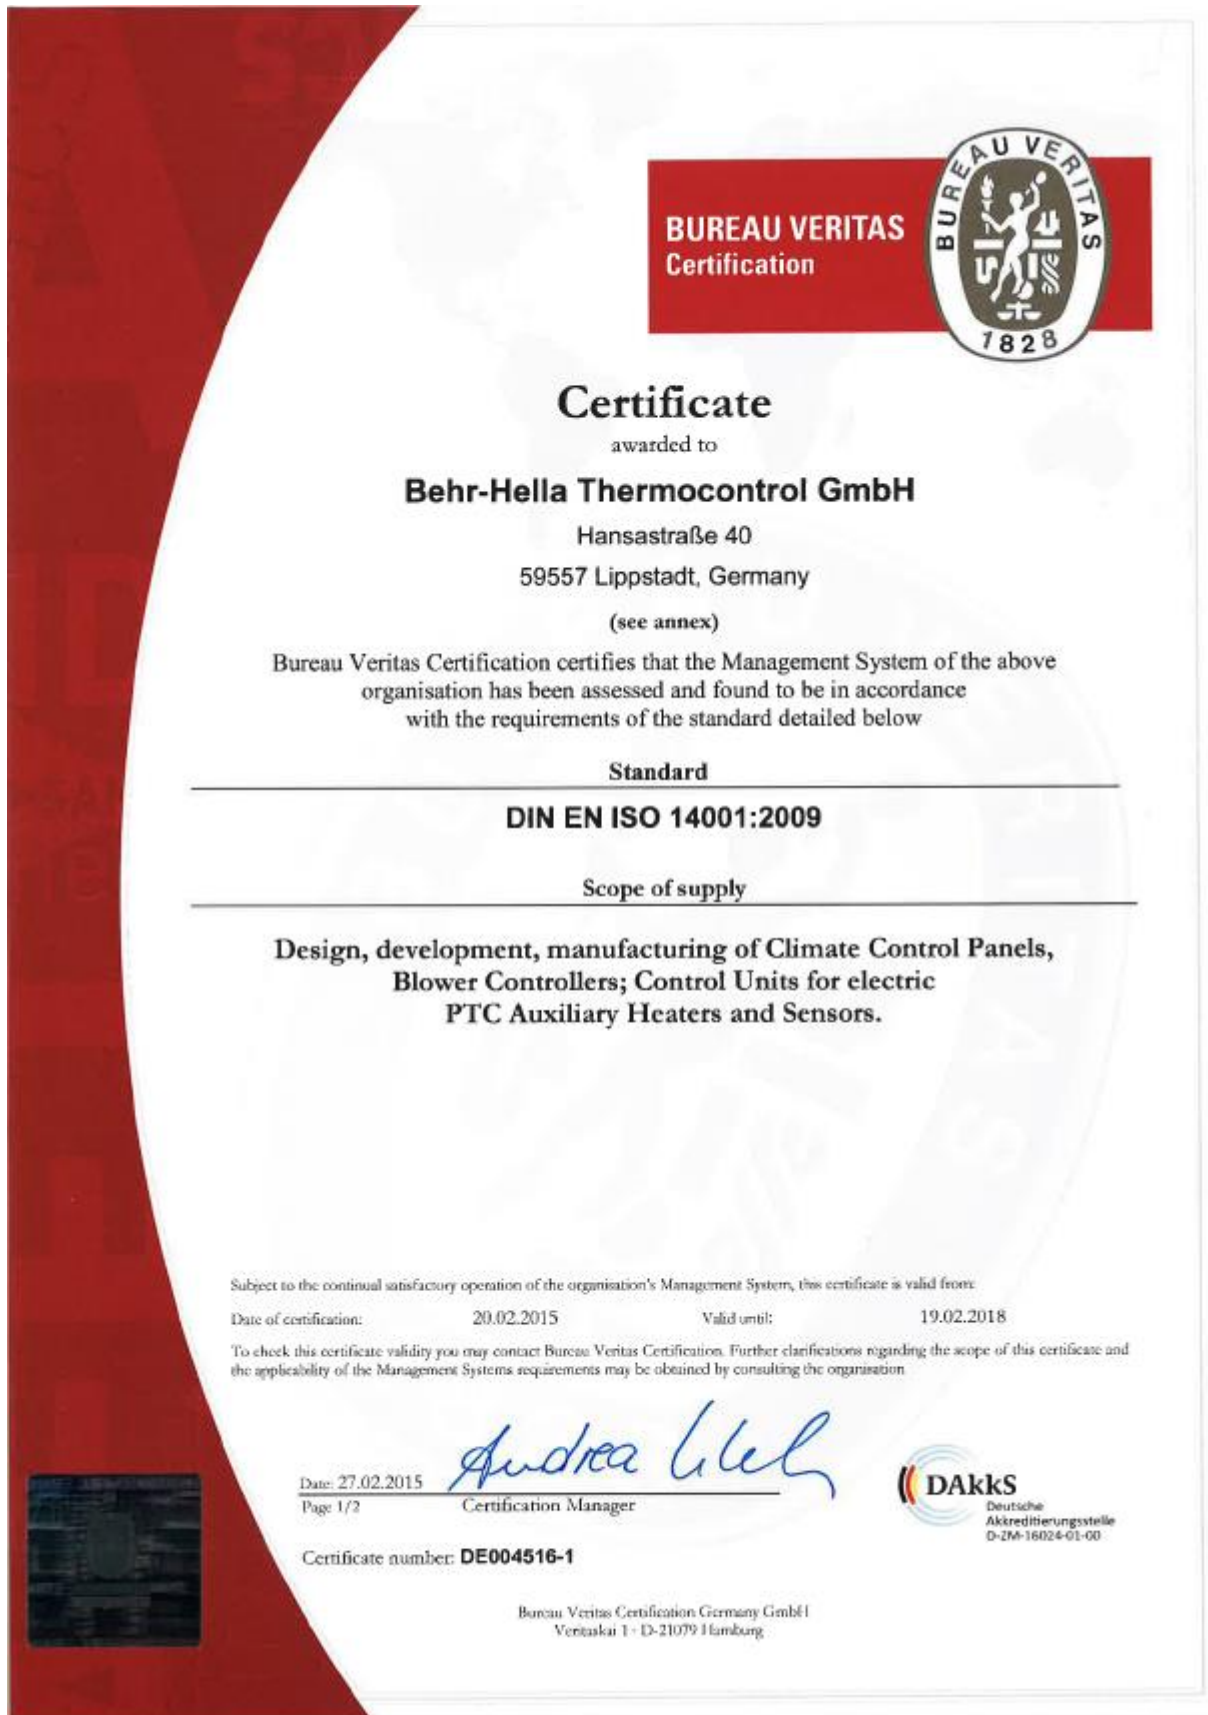 BUREAU VERITAS
Certification
BUREAU VERITAS
1828
Certificate
awarded to
Behr-Hella Thermocontrol GmbH
Hansastraße 40
59557 Lippstadt, Germany
(see annex)
Bureau Veritas Certification certifies that the Management System of the above
organisation has been assessed and found to be in accordance
with the requirements of the standard detailed below
Standard
DIN EN ISO 14001:2009
Scope of supply
Design, development, manufacturing of Climate Control Panels,
Blower Controllers; Control Units for electric
PTC Auxiliary Heaters and Sensors.
Subject to the continual satisfactory operation of the organisation's Management System, this certificate is valid from:
Date of certification: 20.02.2015 Valid until: 19.02.2018
To check this certificate validity you may contact Bureau Veritas Certification. Further clarifications regarding the scope of this certificate and
the applicability of the Management Systems requirements may be obtained by consulting the organisation
Andrea
Date: 27.02.2015
Page 1/2 Certification Manager
DAkkS
Deutsche
Akkreditierungsstelle
D-ZM-16024-01-00
Certificate number: DE004516-1
Bureau Veritas Certification Germany GmbH
Veritaskai 1 - D-21079 Hamburg